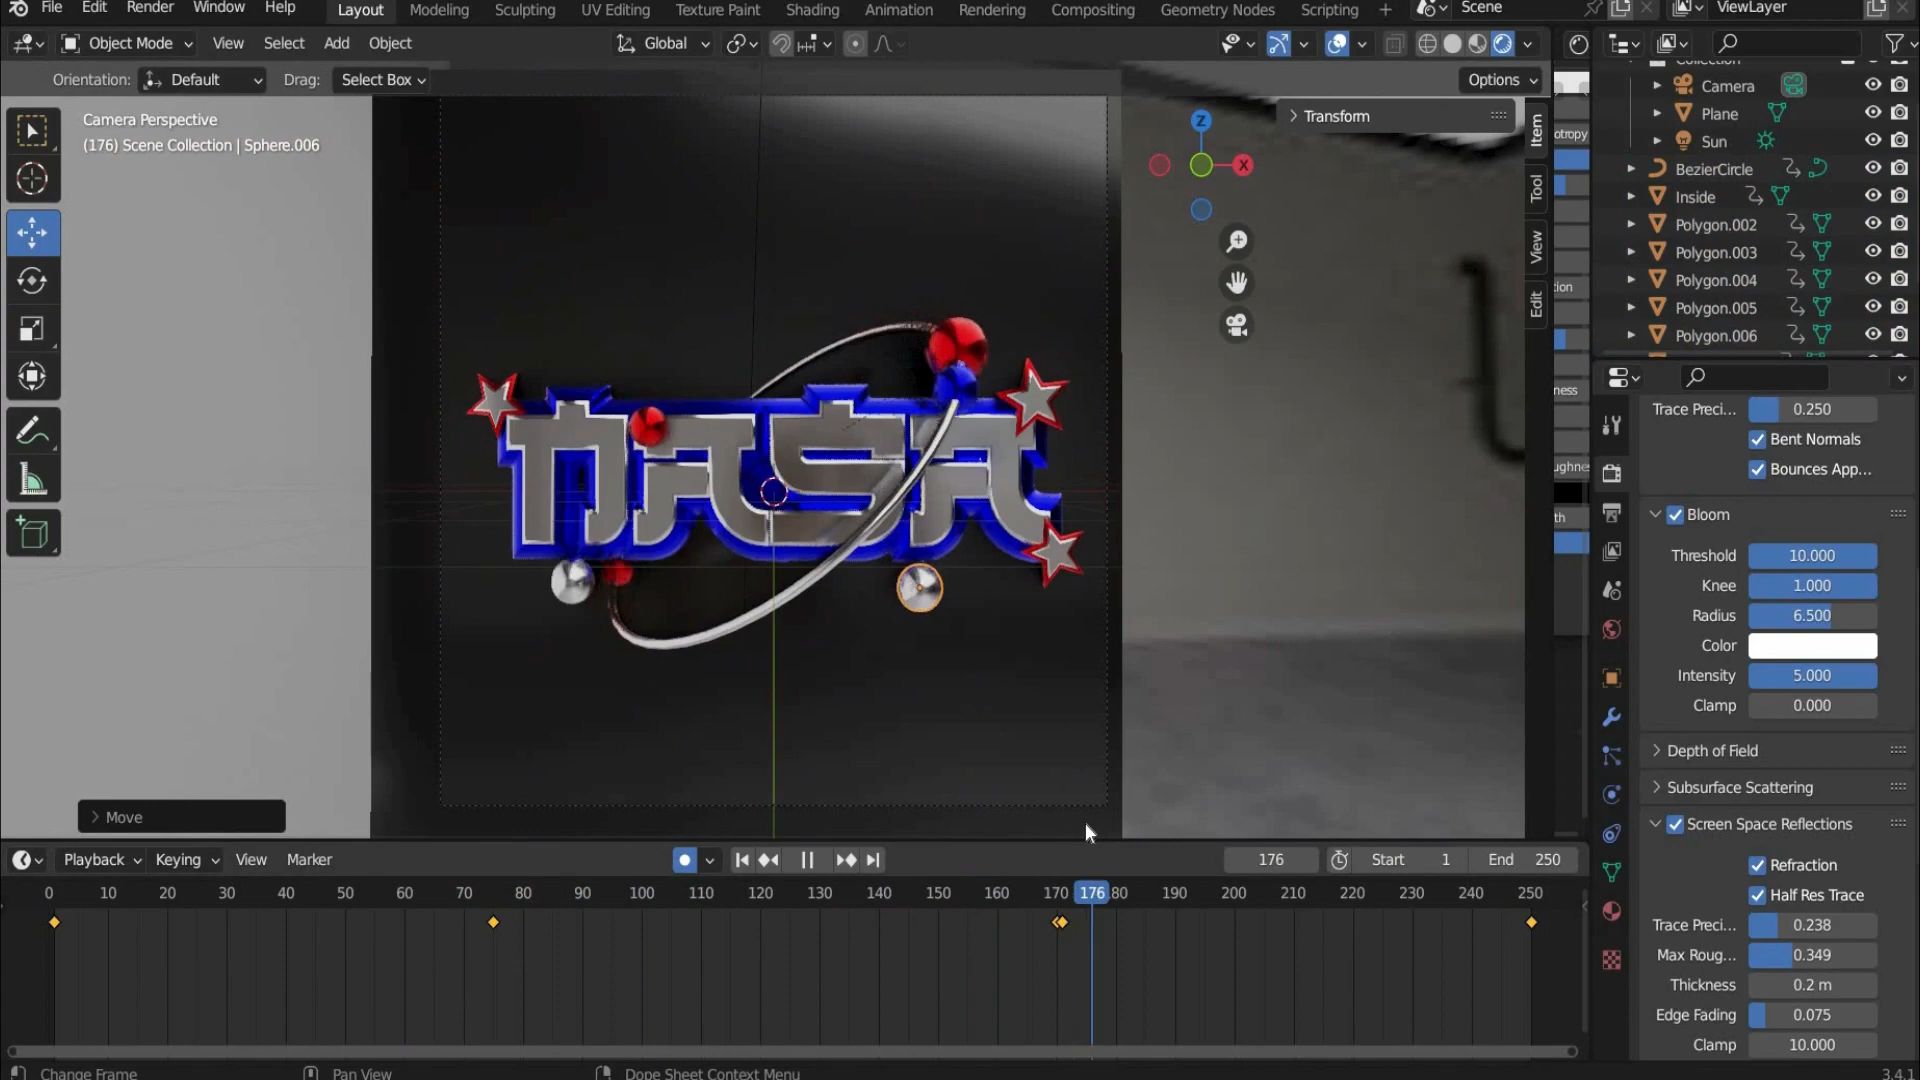 File Edit Render Window Help Layout Modeling Sculpting UV Editing Texture Paint Shading Animation Rendering Compositing Geometry Nodes Scripting + Scene ViewLayer
Object Mode View Select Add Object Global
Orientation: Default Drag: Select Box Options
Camera Perspective
(176) Scene Collection | Sphere.006
Transform
Z
X
Item
Tool
View
Edit
NASA
Move
Collection
Camera
Plane
Sun
BezierCircle
Inside
Polygon.002
Polygon.003
Polygon.004
Polygon.005
Polygon.006
Trace Preci... 0.250
Bent Normals
Bounces App...
Bloom
Threshold 10.000
Knee 1.000
Radius 6.500
Color
Intensity 5.000
Clamp 0.000
Depth of Field
Subsurface Scattering
Screen Space Reflections
Refraction
Half Res Trace
Trace Preci... 0.238
Max Roug... 0.349
Thickness 0.2 m
Edge Fading 0.075
Clamp 10.000
Playback Keying View Marker 176 Start 1 End 250
0 10 20 30 40 50 60 70 80 90 100 110 120 130 140 150 160 170 176 80 190 200 210 220 230 240 250
Change Frame Pan View Dope Sheet Context Menu 3.4.1